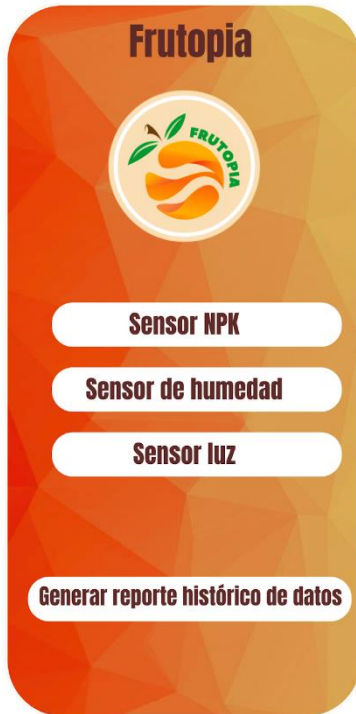 Frutopia
FRUTOPIA
Sensor NPK
Sensor de humedad
Sensor luz
Generar reporte histórico de datos